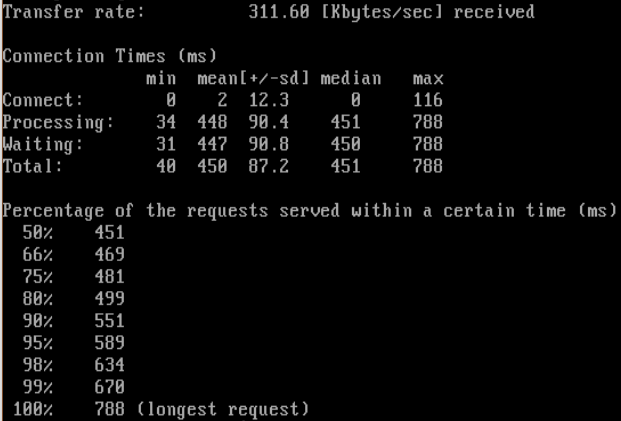 Transfer rate:          311.60 [Kbytes/sec] received

Connection Times (ms)
              min  mean[+/-sd] median   max
Connect:        0    2  12.3      0     116
Processing:    34  448  90.4    451     788
Waiting:       31  447  90.8    450     788
Total:         40  450  87.2    451     788

Percentage of the requests served within a certain time (ms)
  50%    451
  66%    469
  75%    481
  80%    499
  90%    551
  95%    589
  98%    634
  99%    670
 100%    788 (longest request)